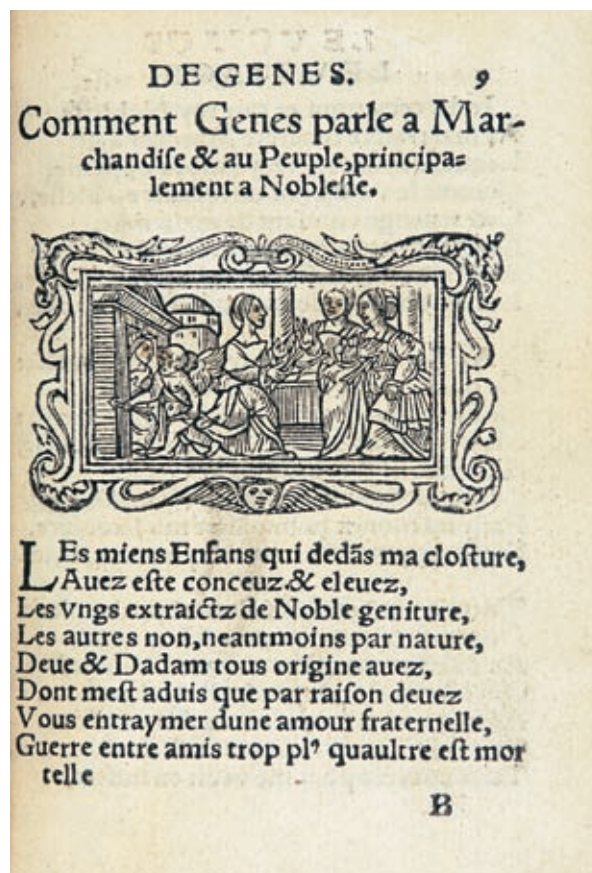 DE GENES. 9
Comment Genes parle a Mar-
chandiſe & au Peuple,principa=
lement a Nobleſſe.
LEs miens Enfans qui dedãs ma cloſture,
Auez eſte conceuz & eleuez,
Les vngs extraictz de Noble geniture,
Les autres non,neantmoins par nature,
Deue & Dadam tous origine auez,
Dont meſt aduis que par raiſon deuez
Vous entraymer dune amour fraternelle,
Guerre entre amis trop plꝰ quaultre eſt mor
telle
B